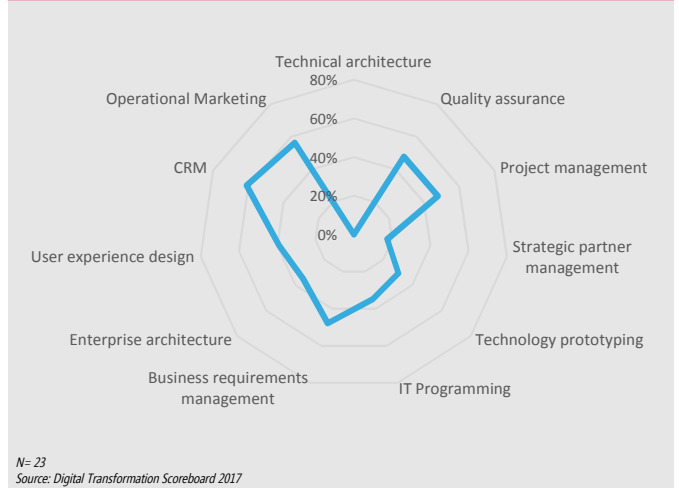 Technical architecture
80%
Operational Marketing
Quality assurance
60%
CRM
40%
Project management
20%
0%
User experience design
Strategic partner
management
Enterprise architecture
Technology prototyping
Business requirements
management
IT Programming
N= 23
Source: Digital Transformation Scoreboard 2017